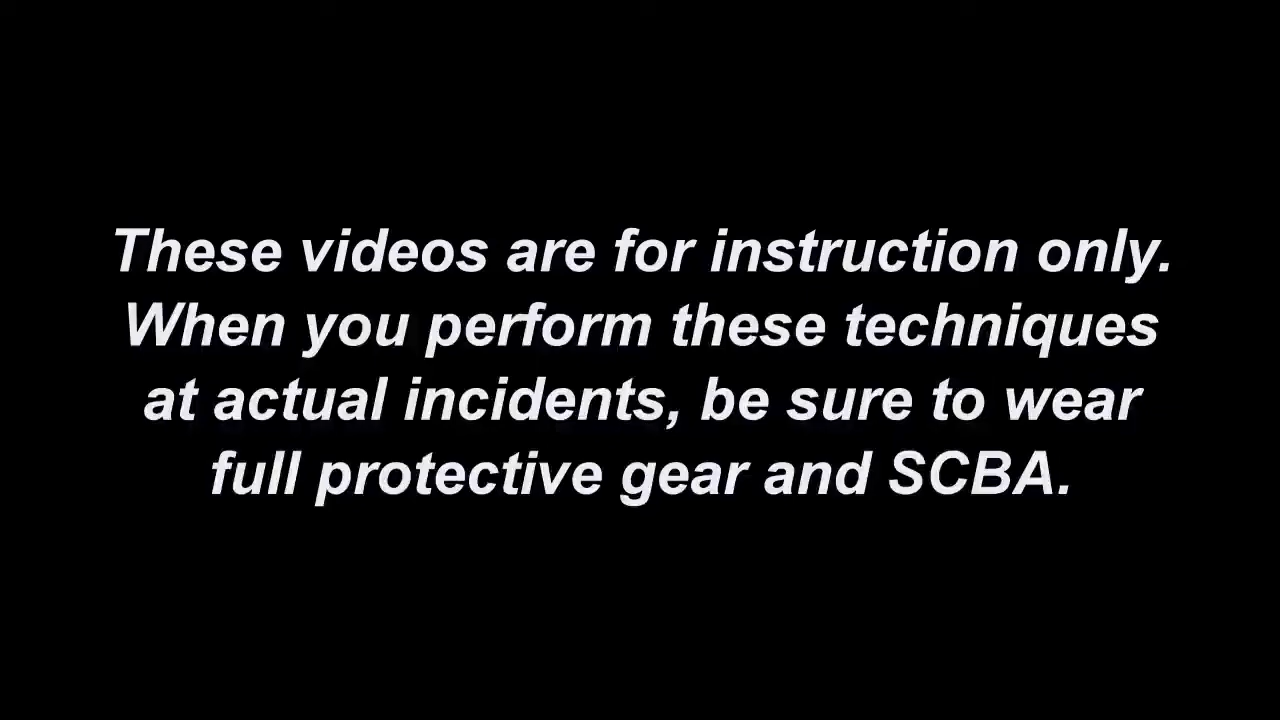 These videos are for instruction only.
When you perform these techniques
at actual incidents, be sure to wear
full protective gear and SCBA.